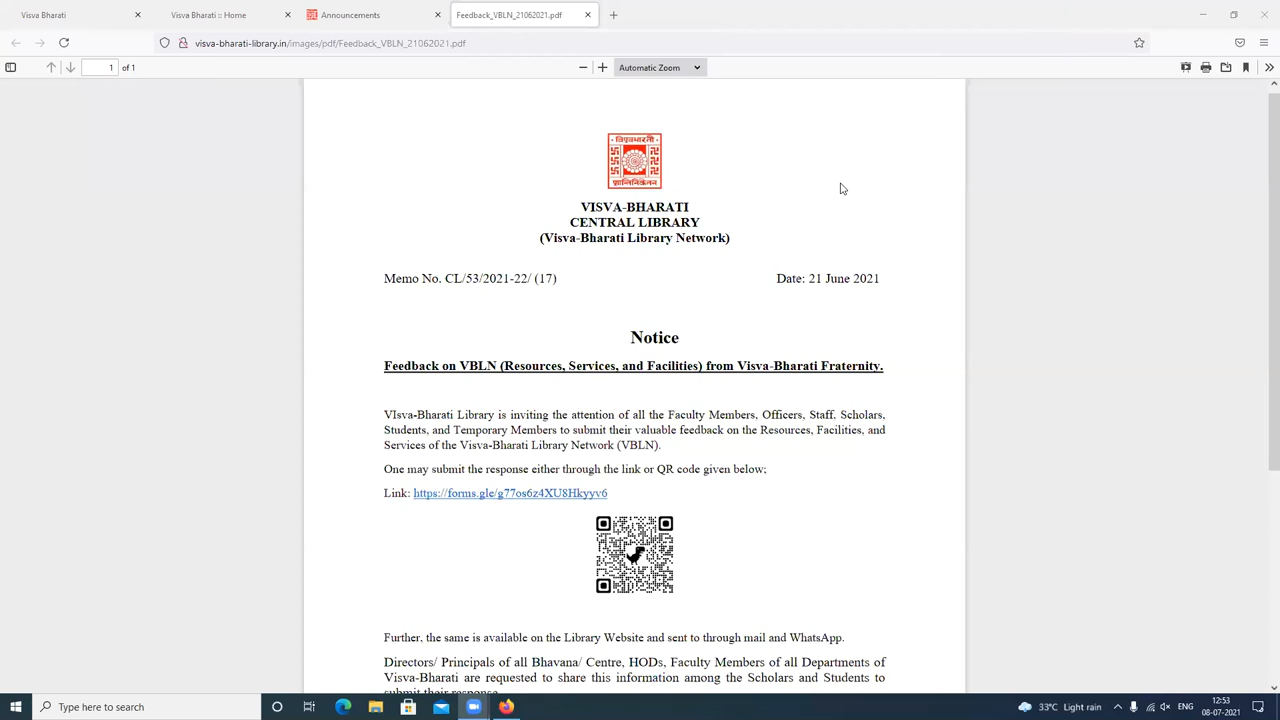 Visva Bharati
Visva Bharati :: Home
Announcements
Feedback_VBLN_21062021.pdf
visva-bharati-library.in/images/pdf/Feedback_VBLN_21062021.pdf
1 of 1
Automatic Zoom
विश्वभारती
शान्तिनिकेतन
VISVA-BHARATI
CENTRAL LIBRARY
(Visva-Bharati Library Network)
Memo No. CL/53/2021-22/ (17) Date: 21 June 2021
Notice
Feedback on VBLN (Resources, Services, and Facilities) from Visva-Bharati Fraternity.
VIsva-Bharati Library is inviting the attention of all the Faculty Members, Officers, Staff, Scholars,
Students, and Temporary Members to submit their valuable feedback on the Resources, Facilities, and
Services of the Visva-Bharati Library Network (VBLN).
One may submit the response either through the link or QR code given below;
Link: https://forms.gle/g77os6z4XU8Hkyyv6
Further, the same is available on the Library Website and sent to through mail and WhatsApp.
Directors/ Principals of all Bhavana/ Centre, HODs, Faculty Members of all Departments of
Visva-Bharati are requested to share this information among the Scholars and Students to
submit their response.
Type here to search
33°C Light rain
ENG
12:53
08-07-2021